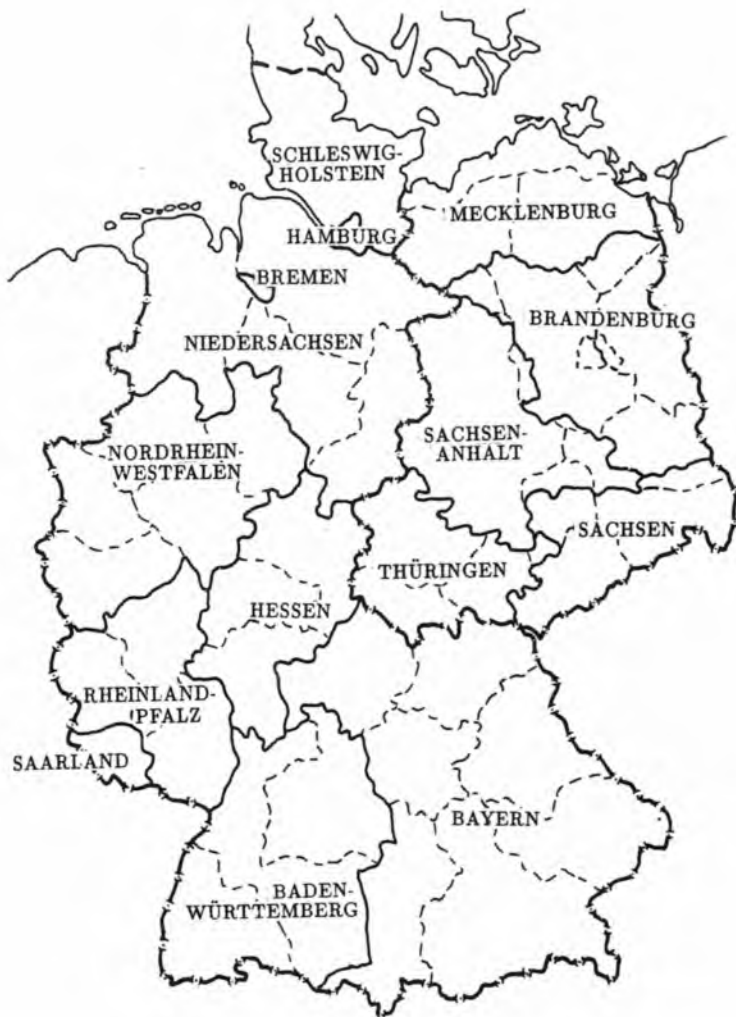 SCHLESWIG-
HOLSTEIN
MECKLENBURG
HAMBURG
BREMEN
BRANDENBURG
NIEDERSACHSEN
SACHSEN-
ANHALT
NORDRHEIN-
WESTFALEN
SACHSEN
THÜRINGEN
HESSEN
RHEINLAND-
PFALZ
SAARLAND
BAYERN
BADEN-
WÜRTTEMBERG